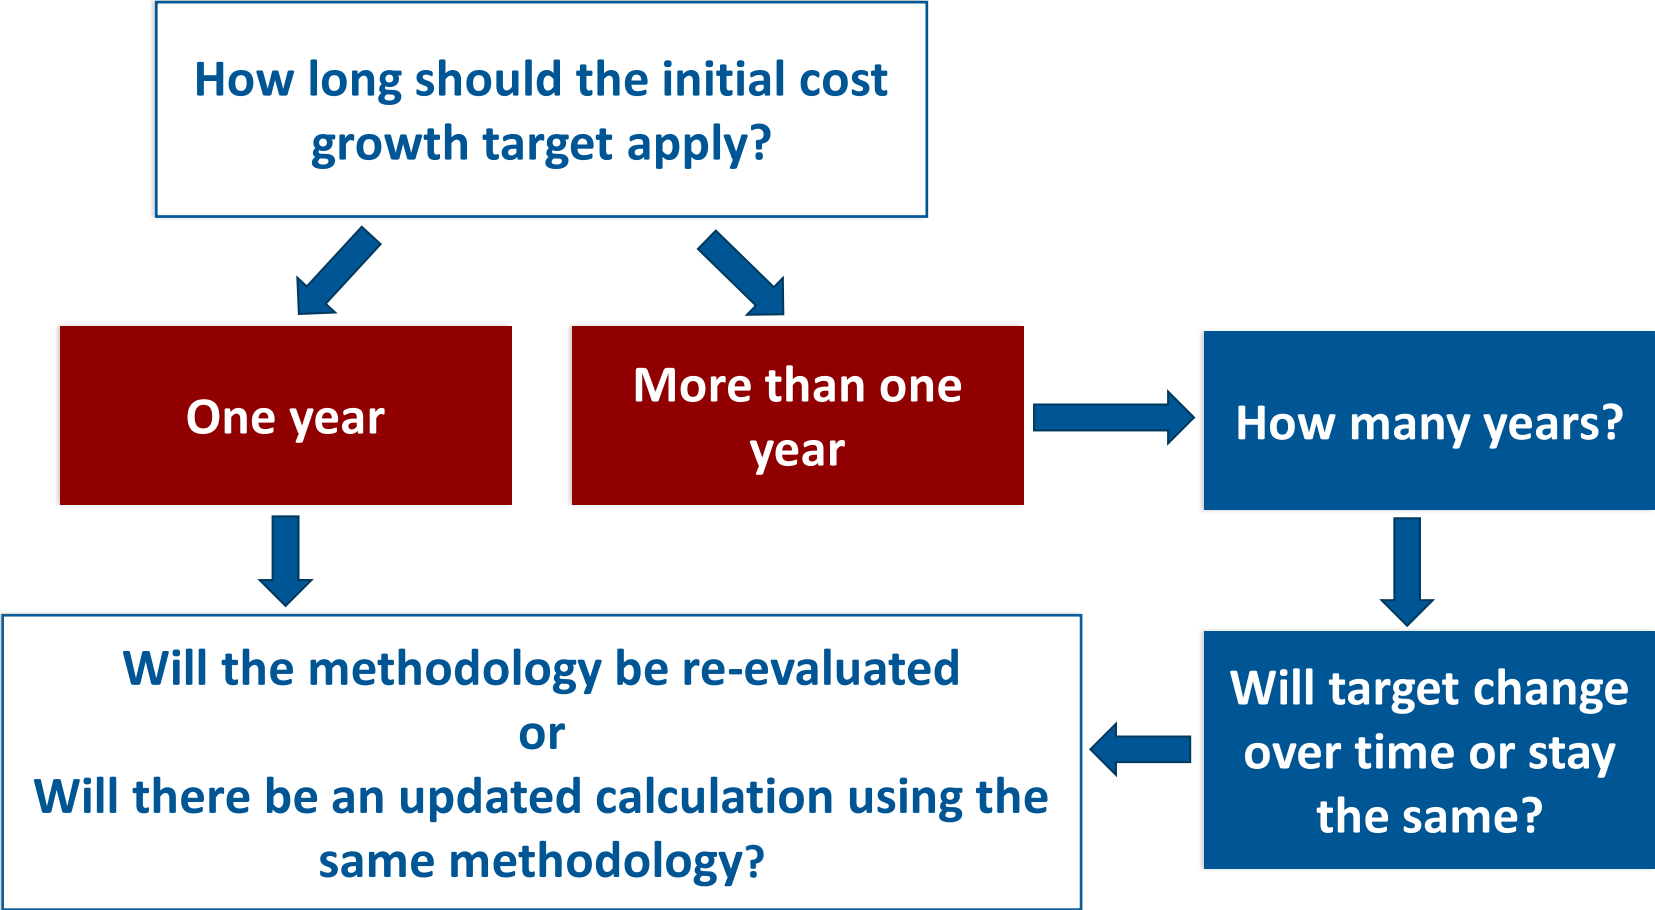 How long should the initial cost
growth target apply?
One year
More than one
year
How many years?
Will the methodology be re-evaluated
or
Will there be an updated calculation using the
same methodology?
Will target change
over time or stay
the same?